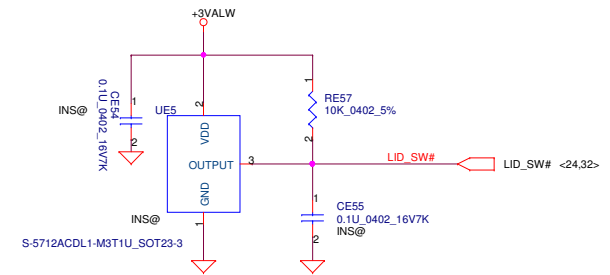 +3VALW
CE54
0.1U_0402_16V7K
INS@
1
2
UE5
2
VDD
OUTPUT
3
GND
1
INS@
S-5712ACDL1-M3T1U_SOT23-3
1
RE57
10K_0402_5%
2
LID_SW#
LID_SW# <24,32>
1
CE55
0.1U_0402_16V7K
INS@
2